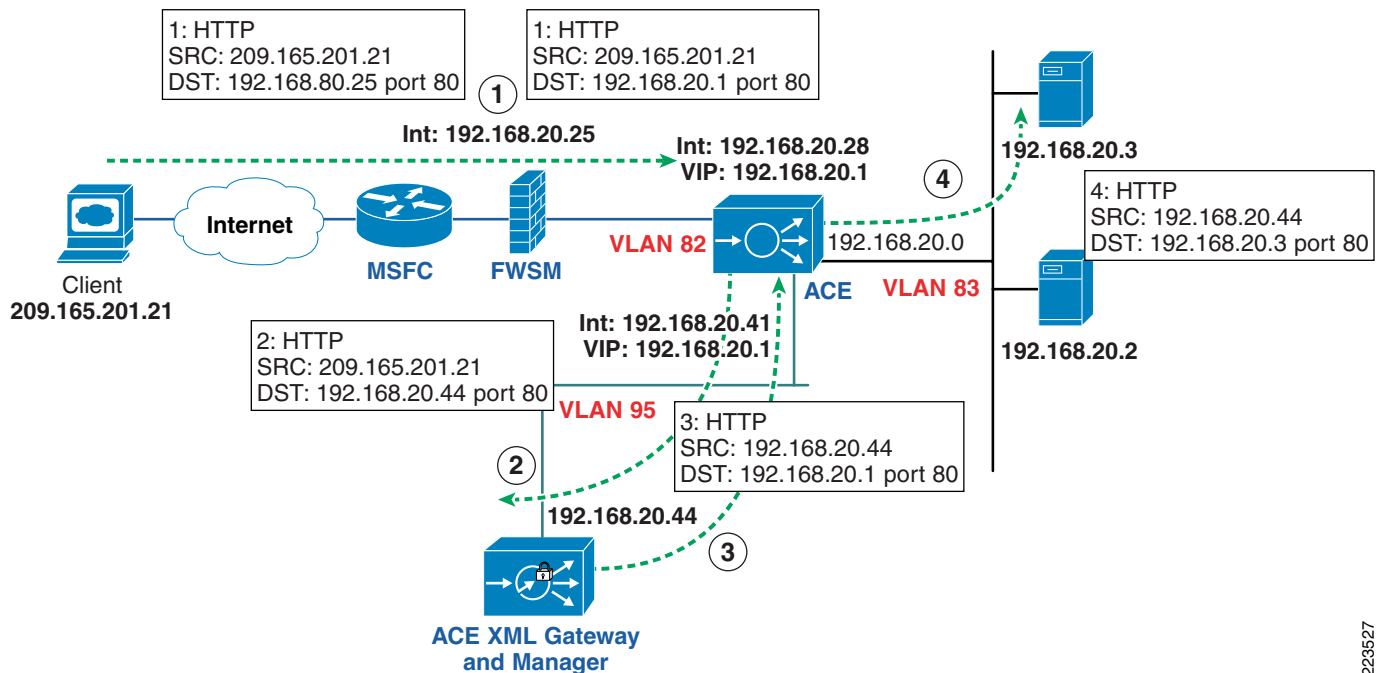 1: HTTP
SRC: 209.165.201.21
DST: 192.168.80.25 port 80
1: HTTP
SRC: 209.165.201.21
DST: 192.168.20.1 port 80
1
Int: 192.168.20.25
Int: 192.168.20.28
VIP: 192.168.20.1
192.168.20.3
4
4: HTTP
SRC: 192.168.20.44
DST: 192.168.20.3 port 80
Internet
VLAN 82
192.168.20.0
MSFC
FWSM
ACE
VLAN 83
Client
209.165.201.21
Int: 192.168.20.41
VIP: 192.168.20.1
192.168.20.2
2: HTTP
SRC: 209.165.201.21
DST: 192.168.20.44 port 80
VLAN 95
3: HTTP
SRC: 192.168.20.44
DST: 192.168.20.1 port 80
2
192.168.20.44
3
ACE XML Gateway
and Manager
223527